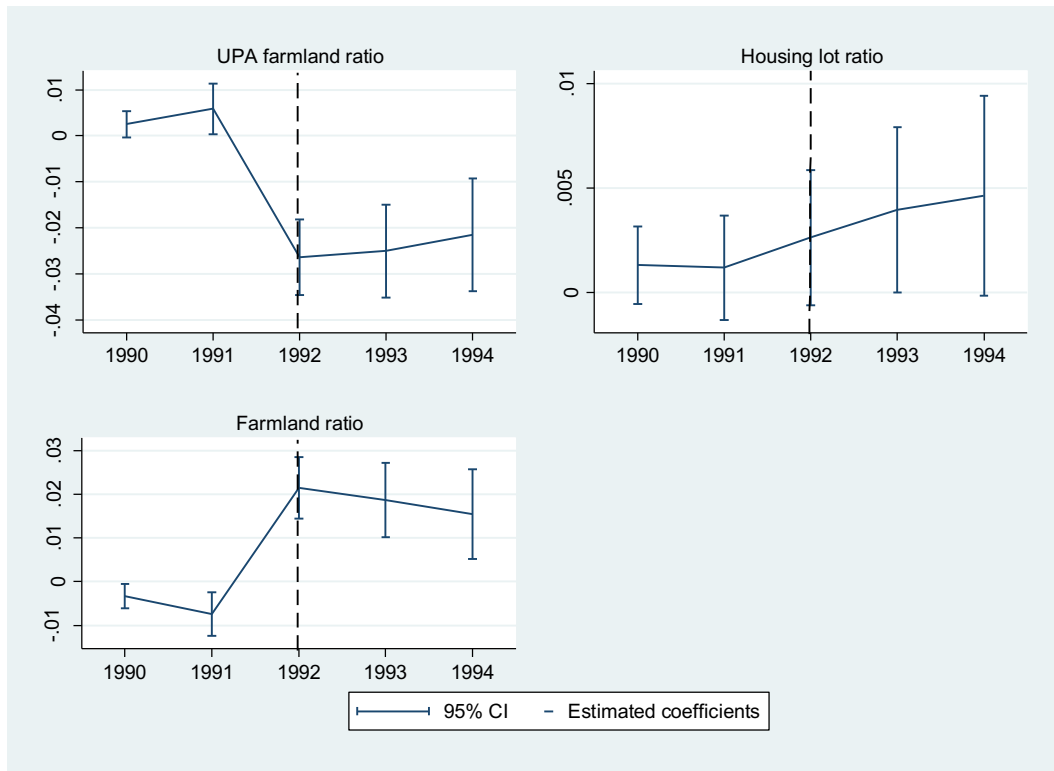 UPA farmland ratio
.01
0
-.01
-.02
-.03
-.04
1990 1991 1992 1993 1994
Housing lot ratio
.01
.005
0
1990 1991 1992 1993 1994
Farmland ratio
.03
.02
.01
0
-.01
1990 1991 1992 1993 1994
95% CI Estimated coefficients